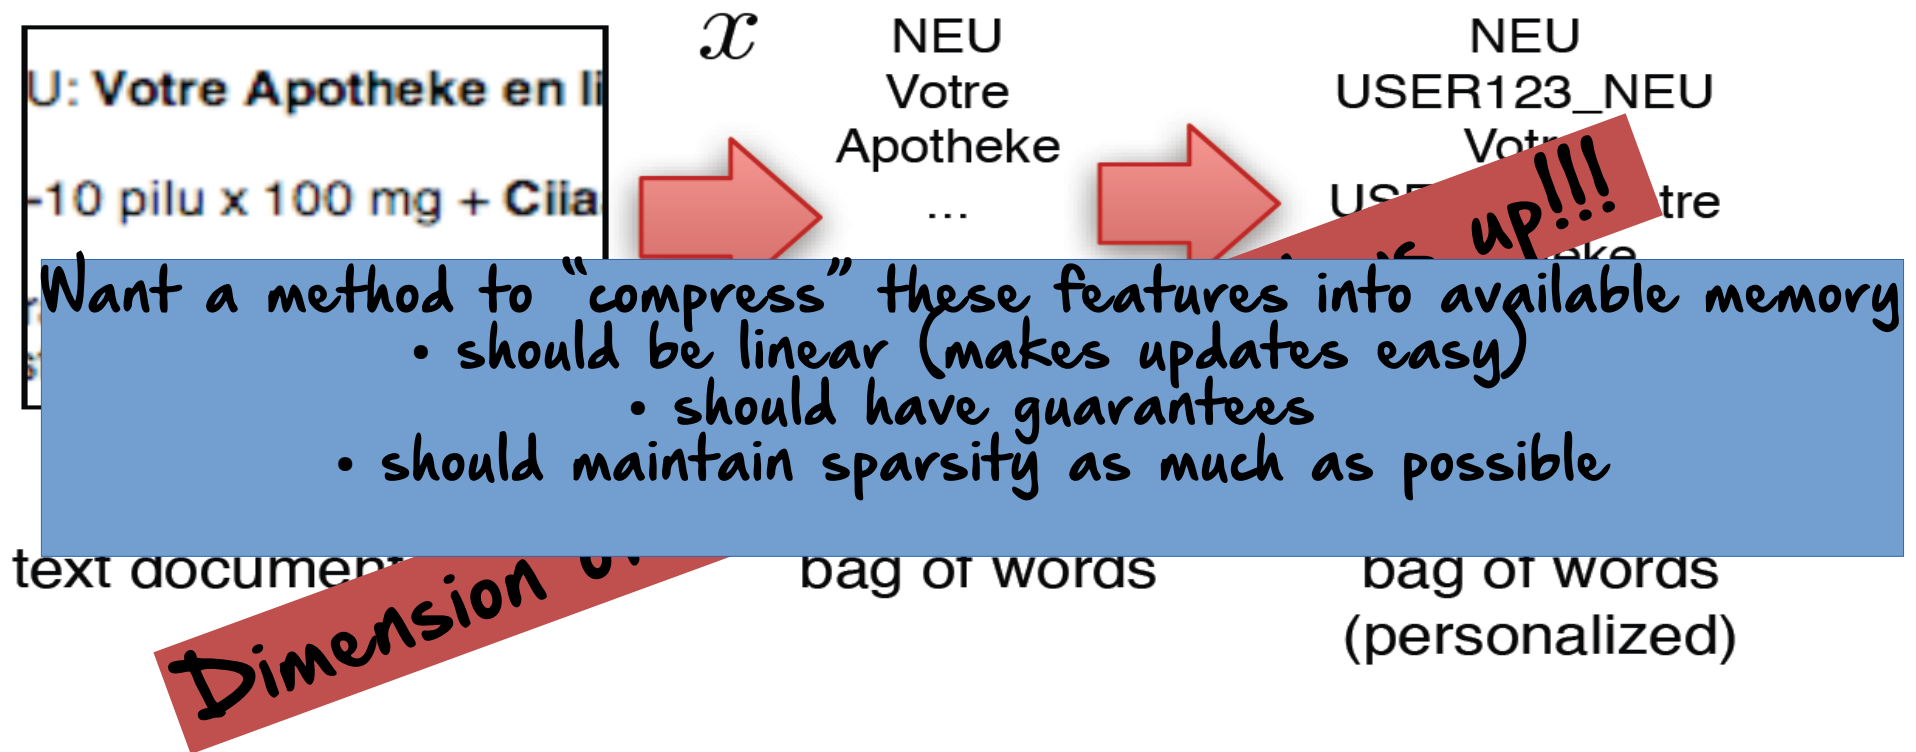 x
U: Votre Apotheke en li
-10 pilu x 100 mg + Ciia
NEU
Votre
Apotheke
...
NEU
USER123_NEU
tre
up!!!
Want a method to “compress” these features into available memory
• should be linear (makes updates easy)
• should have guarantees
• should maintain sparsity as much as possible
text document
bag of words
bag of words
(personalized)
Dimension